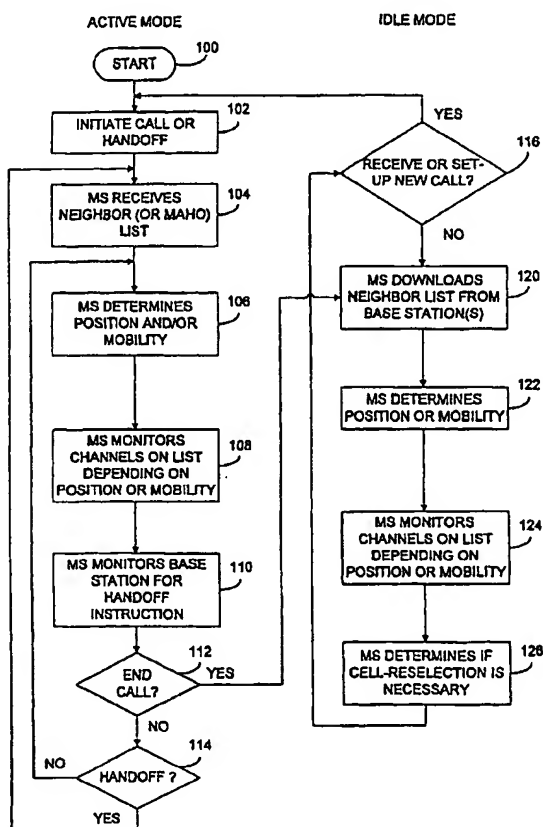 ACTIVE MODE
IDLE MODE
START
100
INITIATE CALL OR
HANDOFF
102
MS RECEIVES
NEIGHBOR (OR MAHO)
LIST
104
MS DETERMINES
POSITION AND/OR
MOBILITY
106
MS MONITORS
CHANNELS ON LIST
DEPENDING ON
POSITION OR MOBILITY
108
MS MONITORS BASE
STATION FOR
HANDOFF
INSTRUCTION
110
END
CALL?
112
YES
NO
HANDOFF ?
114
NO
YES
YES
RECEIVE OR SET-
UP NEW CALL?
116
NO
MS DOWNLOADS
NEIGHBOR LIST FROM
BASE STATION(S)
120
MS DETERMINES
POSITION OR MOBILITY
122
MS MONITORS
CHANNELS ON LIST
DEPENDING ON
POSITION OR MOBILITY
124
MS DETERMINES IF
CELL-RESELECTION IS
NECESSARY
126